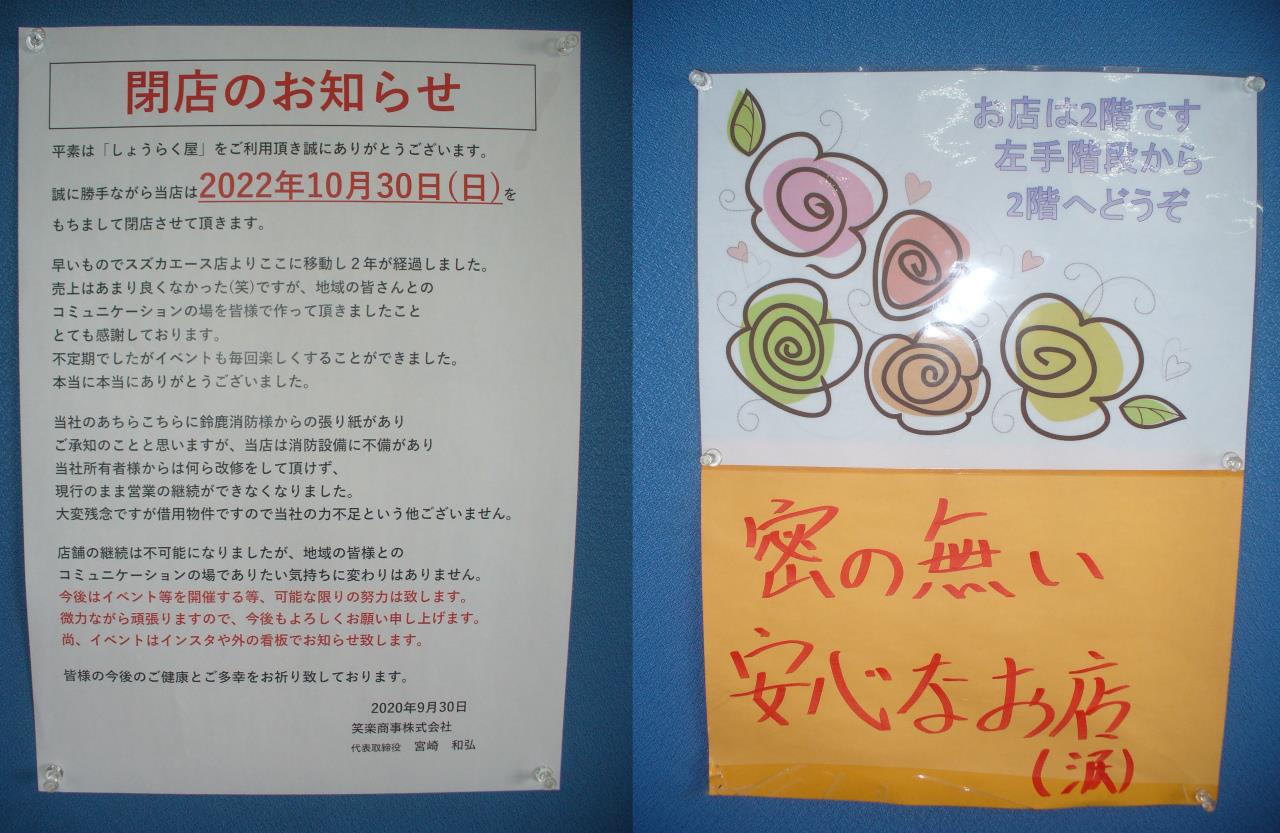 閉店のお知らせ
平素は「しょうらく屋」をご利用頂き誠にありがとうございます。
誠に勝手ながら当店は2022年10月30日(日)を
もちまして閉店させて頂きます。
早いものでスズカエース店よりここに移動し2年が経過しました。
売上はあまり良くなかった(笑)ですが、地域の皆さんとの
コミュニケーションの場を皆様で作って頂きましたこと
とても感謝しております。
不定期でしたがイベントも毎回楽しくすることができました。
本当に本当にありがとうございました。
当社のあちらこちらに鈴鹿消防様からの張り紙があり
ご承知のことと思いますが、当店は消防設備に不備があり
当社所有者様からは何ら改修をして頂けず、
現行のまま営業の継続ができなくなりました。
大変残念ですが借用物件ですので当社の力不足という他ございません。
店舗の継続は不可能になりましたが、地域の皆様との
コミュニケーションの場でありたい気持ちに変わりはありません。
今後はイベント等を開催する等、可能な限りの努力は致します。
微力ながら頑張りますので、今後もよろしくお願い申し上げます。
尚、イベントはインスタや外の看板でお知らせ致します。
皆様の今後のご健康とご多幸をお祈り致しております。
2020年9月30日
笑楽商事株式会社
代表取締役 宮崎 和弘
お店は2階です
左手階段から
2階へどうぞ
密の無い
安心なお店
(涙)